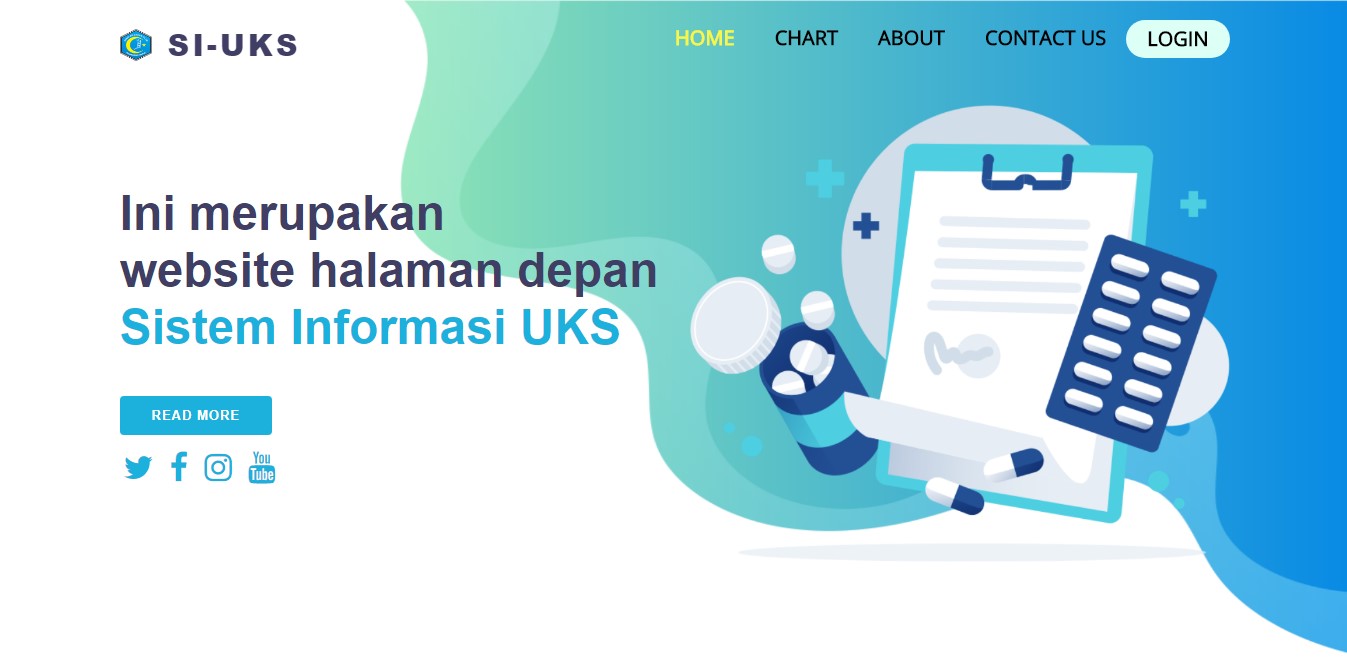 SI-UKS
HOME CHART ABOUT CONTACT US LOGIN
Ini merupakan
website halaman depan
Sistem Informasi UKS
READ MORE
You
Tube